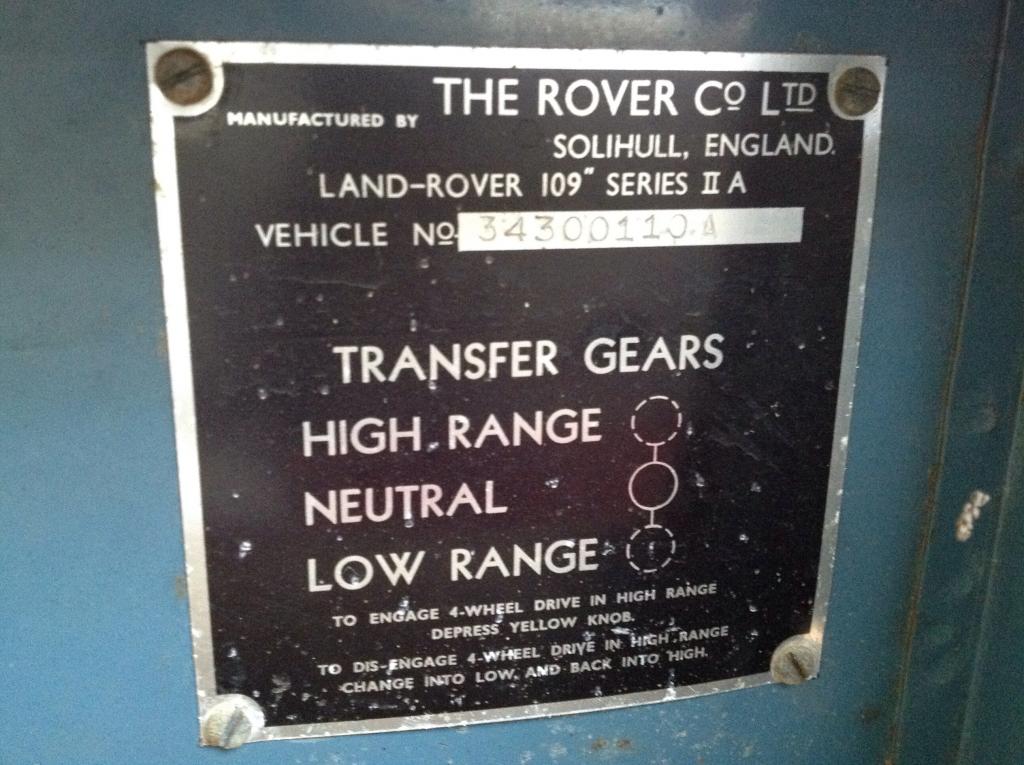 MANUFACTURED BY THE ROVER Cº LTD
SOLIHULL, ENGLAND.
LAND-ROVER 109" SERIES II A
VEHICLE Nº 34300110A
TRANSFER GEARS
HIGH RANGE
NEUTRAL
LOW RANGE
TO ENGAGE 4-WHEEL DRIVE IN HIGH RANGE
DEPRESS YELLOW KNOB.
TO DIS-ENGAGE 4-WHEEL DRIVE IN HIGH RANGE
CHANGE INTO LOW, AND BACK INTO HIGH.